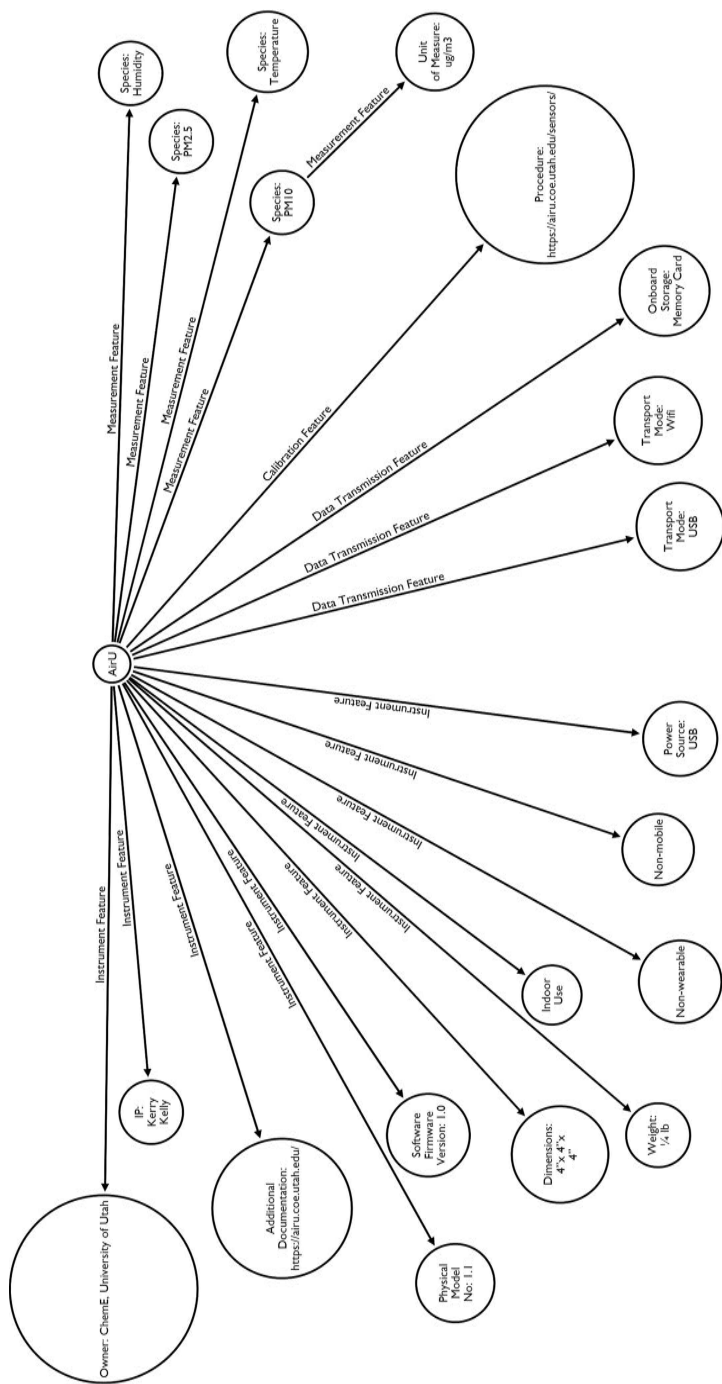 Species:
Humidity
Species:
PM2.5
Species:
Temperature
Species:
PM10
Unit
of Measure:
ug/m3
Procedure:
https://airu.coe.utah.edu/sensors/
Onboard
Storage:
Memory Card
Transport
Mode:
Wifi
Transport
Mode:
USB
Measurement Feature
Measurement Feature
Measurement Feature
Measurement Feature
Measurement Feature
Calibration Feature
Data Transmission Feature
Data Transmission Feature
Data Transmission Feature
AirU
Instrument Feature
Instrument Feature
Instrument Feature
Instrument Feature
Instrument Feature
Instrument Feature
Instrument Feature
Instrument Feature
Instrument Feature
Instrument Feature
Instrument Feature
Power
Source:
USB
Non-mobile
Non-wearable
Indoor
Use
Weight:
¼ lb
Dimensions:
4"x 4"x
4"
Software
Firmware
Version: 1.0
Physical
Model
No: 1.1
Additional
Documentation:
https://airu.coe.utah.edu/
IP:
Kerry
Kelly
Owner: ChemE, University of Utah